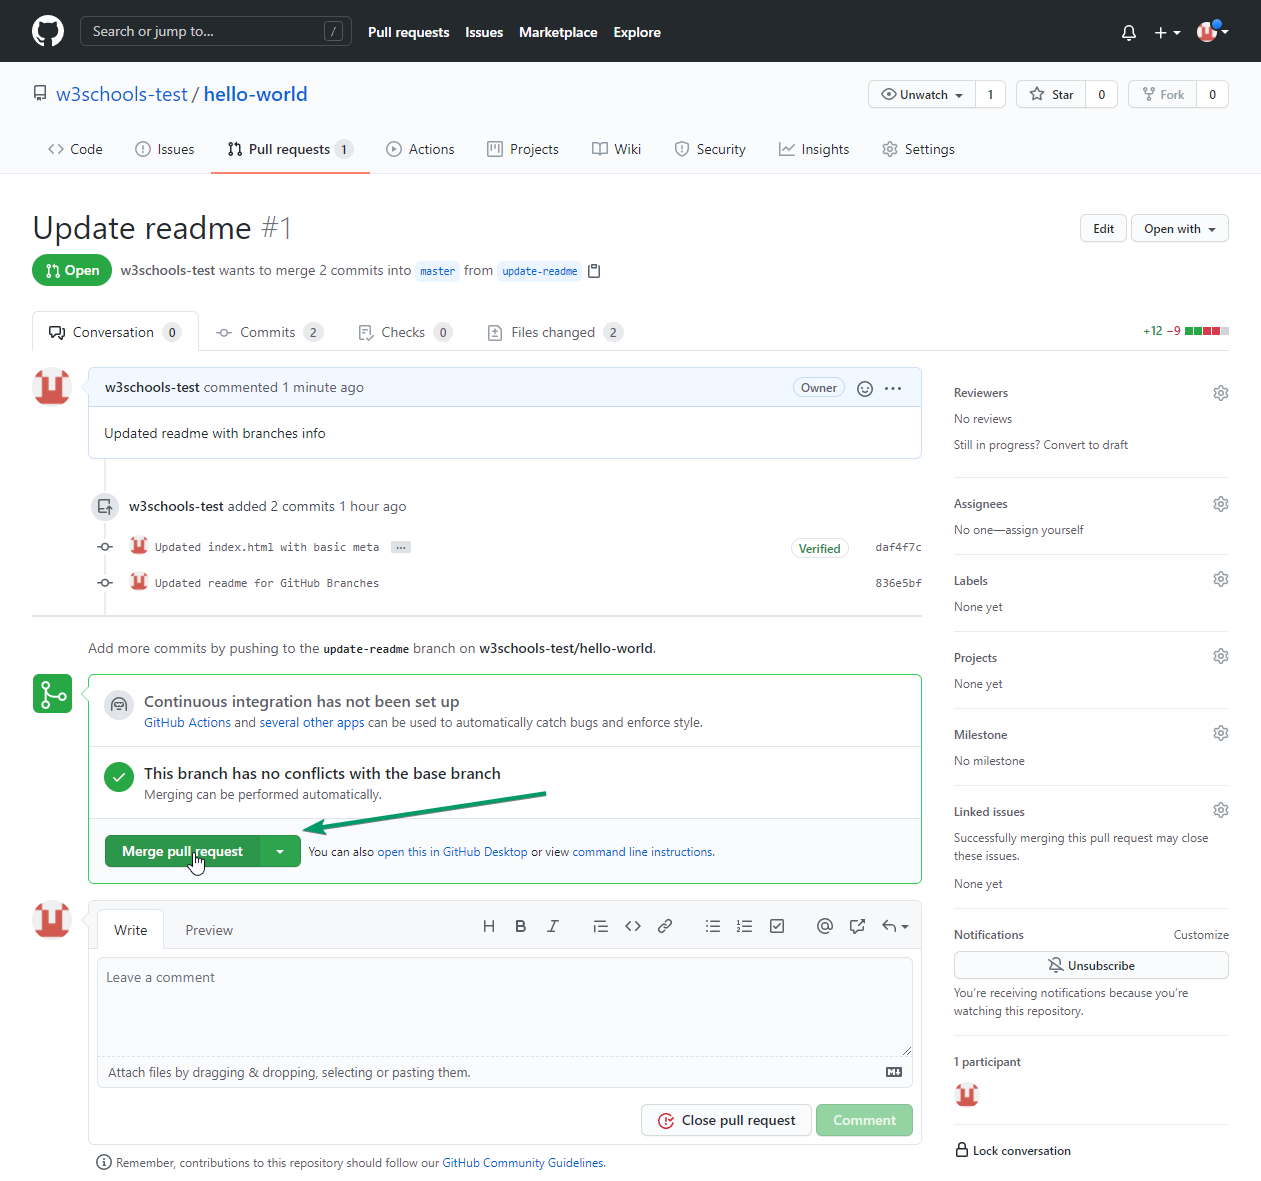 Search or jump to... / Pull requests Issues Marketplace Explore
w3schools-test / hello-world Unwatch 1 Star 0 Fork 0
Code Issues Pull requests 1 Actions Projects Wiki Security Insights Settings
Update readme #1 Edit Open with
Open w3schools-test wants to merge 2 commits into master from update-readme
Conversation 0 Commits 2 Checks 0 Files changed 2 +12 −9
w3schools-test commented 1 minute ago Owner
Updated readme with branches info
w3schools-test added 2 commits 1 hour ago
Updated index.html with basic meta ... Verified daf4f7c
Updated readme for GitHub Branches 836e5bf
Add more commits by pushing to the update-readme branch on w3schools-test/hello-world.
Continuous integration has not been set up
GitHub Actions and several other apps can be used to automatically catch bugs and enforce style.
This branch has no conflicts with the base branch
Merging can be performed automatically.
Merge pull request You can also open this in GitHub Desktop or view command line instructions.
Write Preview
Leave a comment
Attach files by dragging & dropping, selecting or pasting them.
Close pull request Comment
Remember, contributions to this repository should follow our GitHub Community Guidelines.
Reviewers
No reviews
Still in progress? Convert to draft
Assignees
No one—assign yourself
Labels
None yet
Projects
None yet
Milestone
No milestone
Linked issues
Successfully merging this pull request may close
these issues.
None yet
Notifications Customize
Unsubscribe
You're receiving notifications because you're
watching this repository.
1 participant
Lock conversation